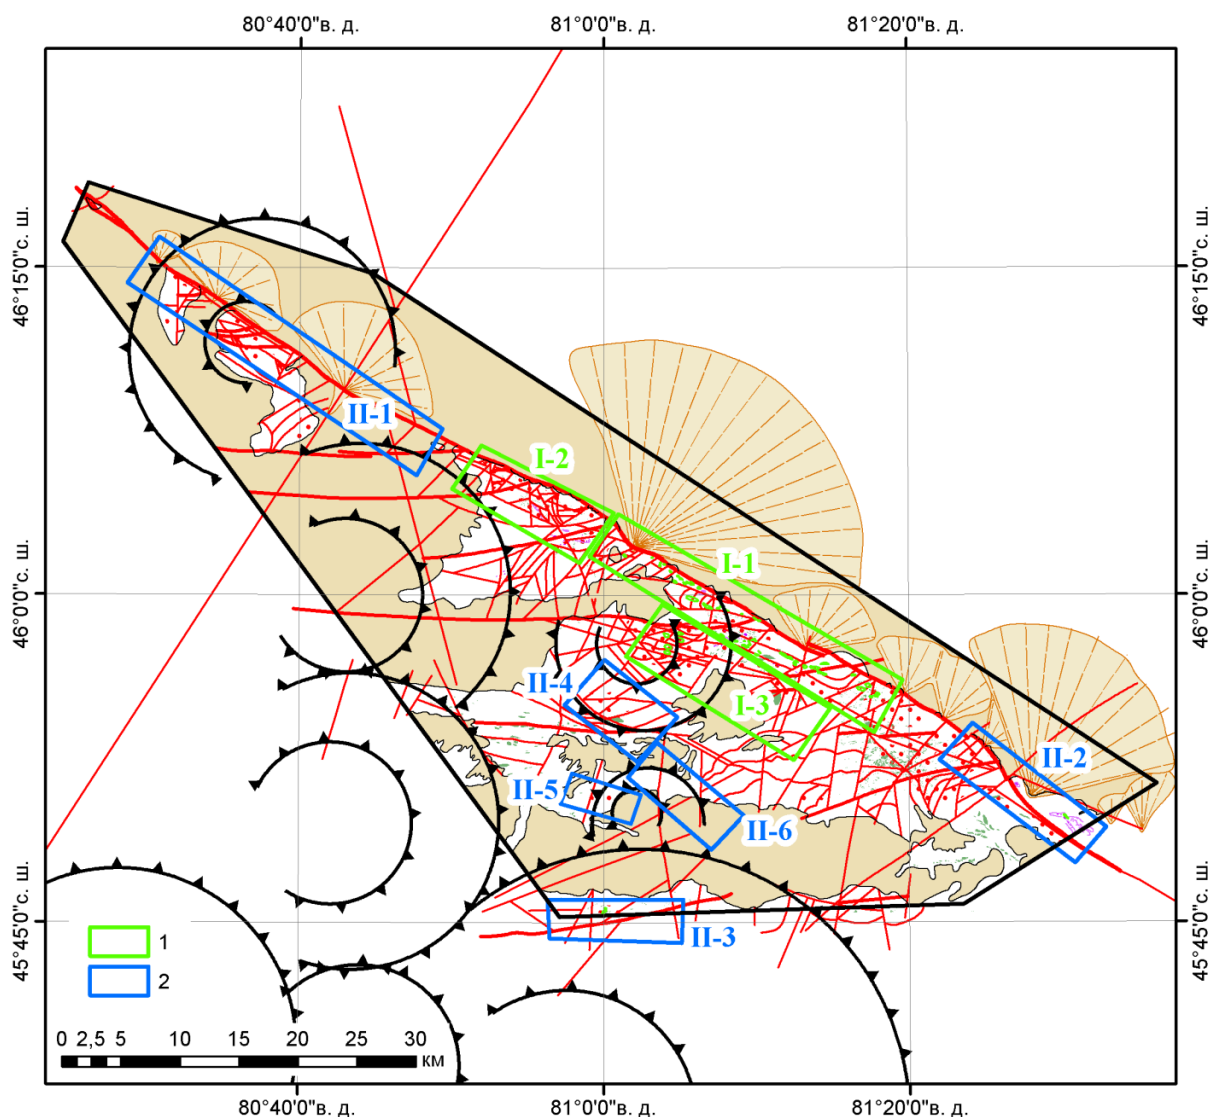 80°40'0"в. д.
81°0'0"в. д.
81°20'0"в. д.
46°15'0"с. ш.
46°15'0"с. ш.
II-1
I-2
I-1
46°0'0"с. ш.
46°0'0"с. ш.
II-4
I-3
II-2
II-5
II-6
45°45'0"с. ш.
45°45'0"с. ш.
II-3
1
2
0 2,5 5 10 15 20 25 30
км
80°40'0"в. д.
81°0'0"в. д.
81°20'0"в. д.